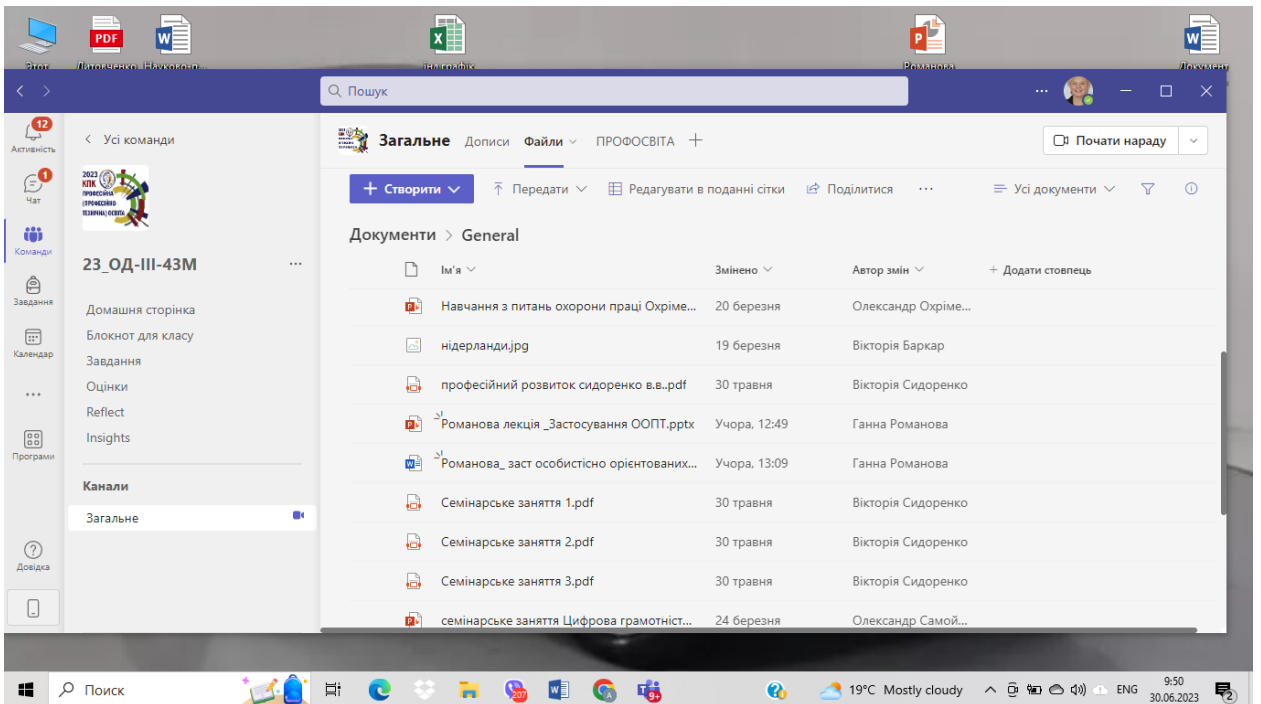 Романова
Документ
Пошук
12
Активність
1
Чат
Команди
Завдання
Календар
Програми
Довідка
Усі команди
2023
КПК
ПРОФЕСІЙНА
(ПРОФЕСІЙНО-
ТЕХНІЧНА) ОСВІТА
23_ОД-ІІІ-43М
Домашня сторінка
Блокнот для класу
Завдання
Оцінки
Reflect
Insights
Канали
Загальне
Загальне Дописи Файли ПРОФОСВІТА
Почати нараду
Створити Передати Редагувати в поданні сітки Поділитися ... Усі документи
Документи > General
Ім'я Змінено Автор змін + Додати стовпець
Навчання з питань охорони праці Охріме... 20 березня Олександр Охріме...
нідерланди.jpg 19 березня Вікторія Баркар
професійний розвиток сидоренко в.в..pdf 30 травня Вікторія Сидоренко
Романова лекція _Застосування ООПТ.pptx Учора, 12:49 Ганна Романова
Романова_ заст особистісно орієнтованих... Учора, 13:09 Ганна Романова
Семінарське заняття 1.pdf 30 травня Вікторія Сидоренко
Семінарське заняття 2.pdf 30 травня Вікторія Сидоренко
Семінарське заняття 3.pdf 30 травня Вікторія Сидоренко
семінарське заняття Цифрова грамотніст... 24 березня Олександр Самой...
Поиск
207
9+
19°C Mostly cloudy
ENG
9:50
30.06.2023
2